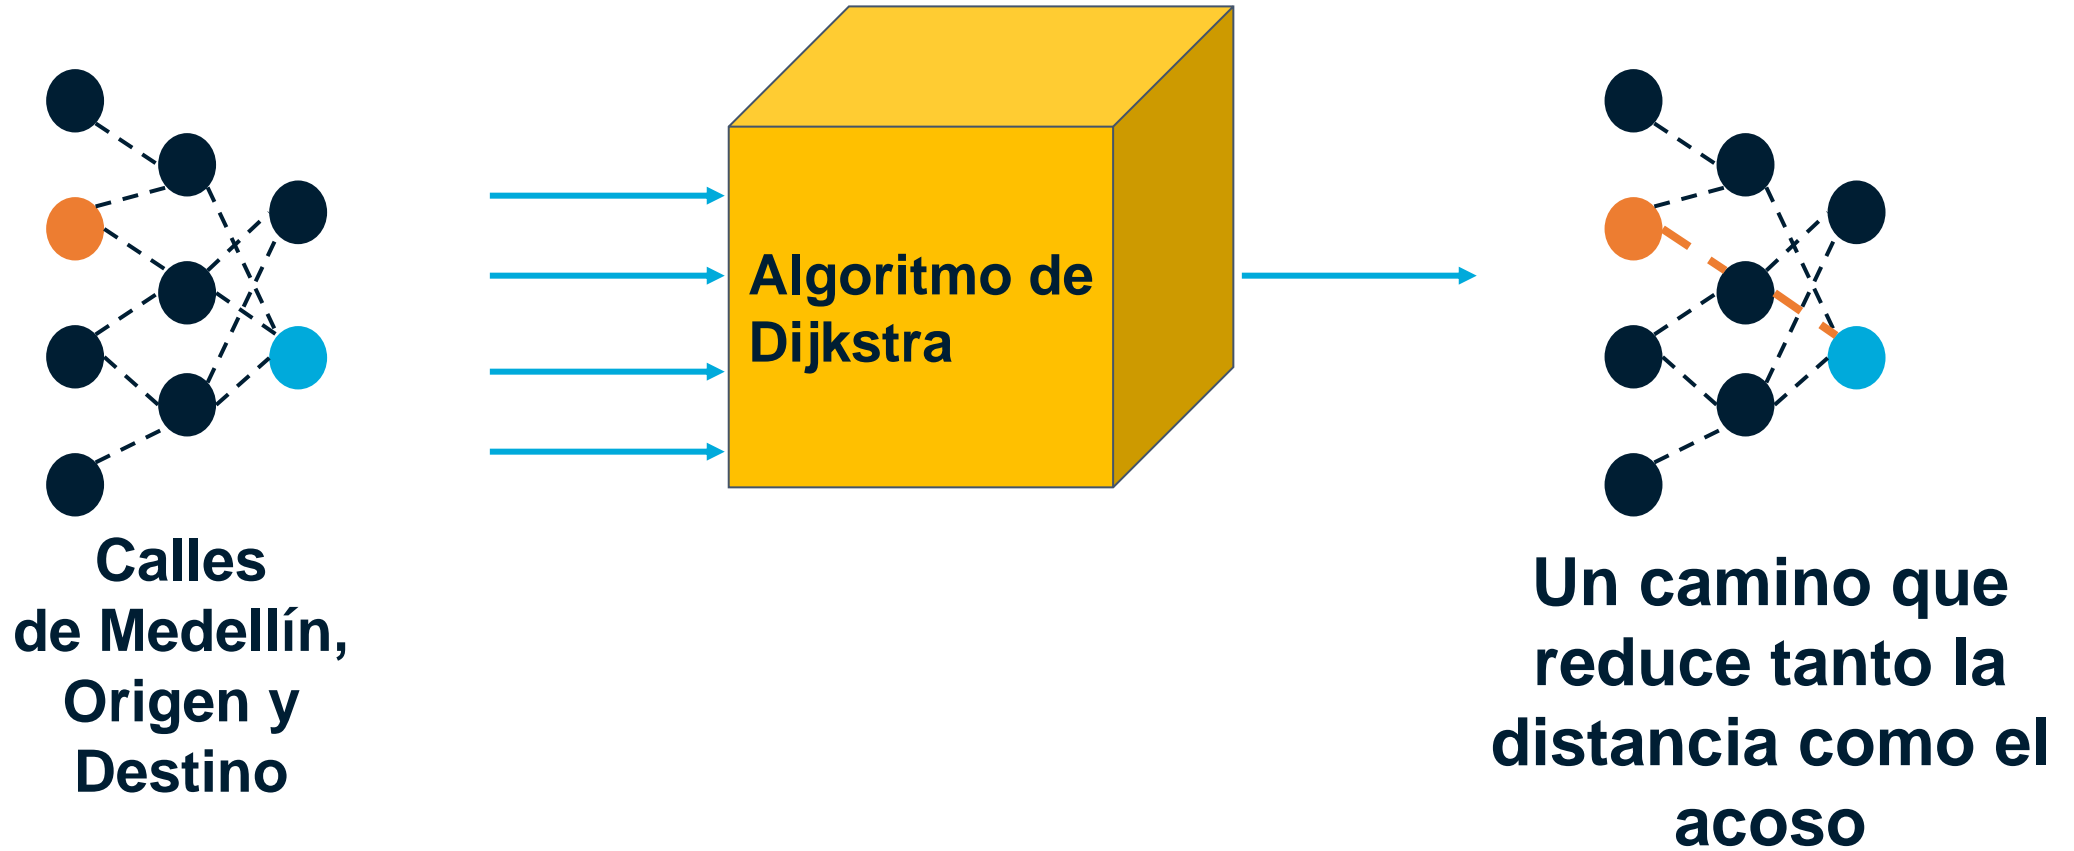 Algoritmo de
Dijkstra
Calles
de Medellín,
Origen y
Destino
Un camino que
reduce tanto la
distancia como el
acoso